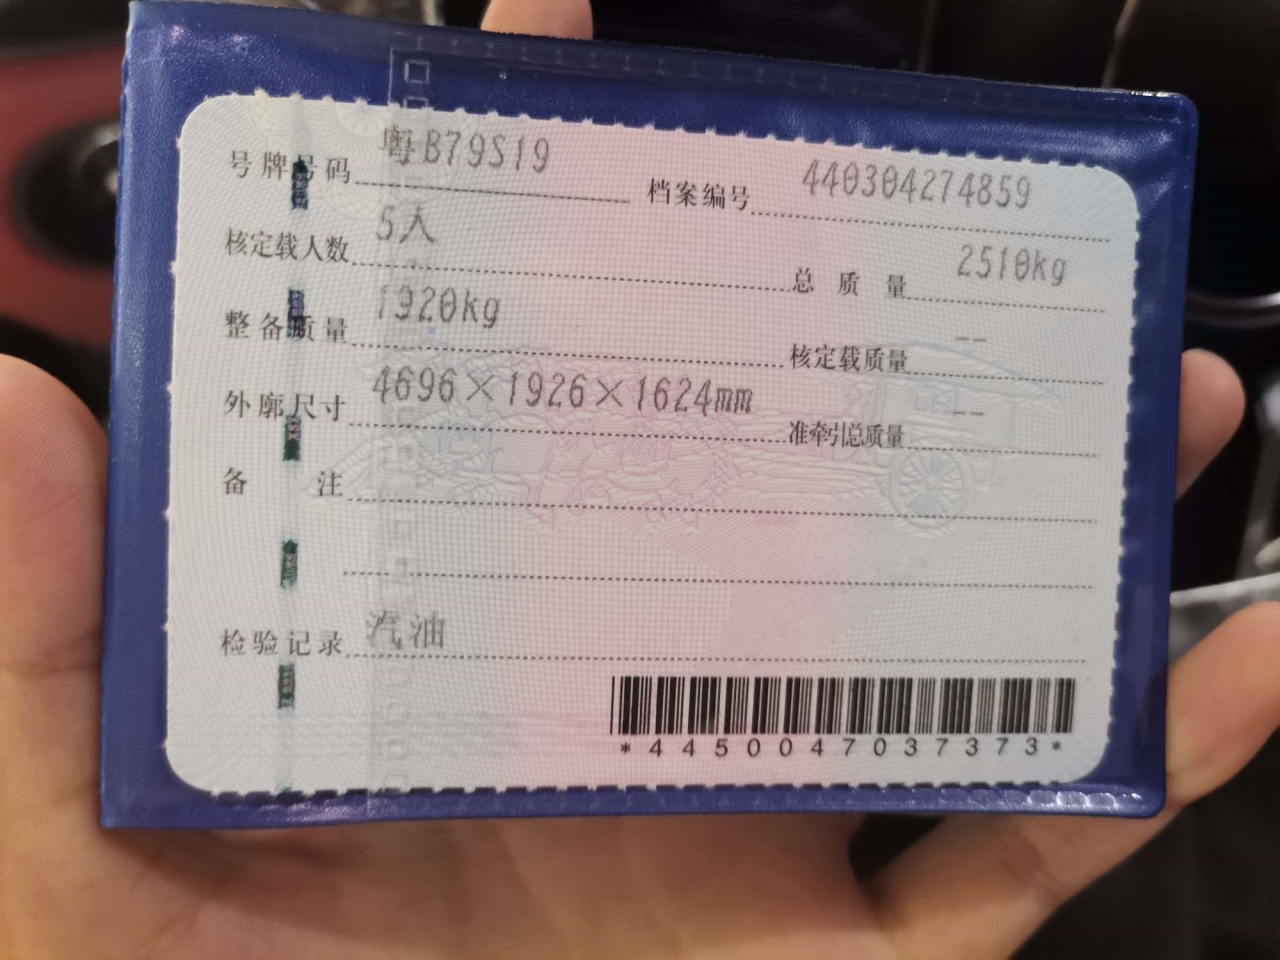 号牌号码 粤B79S19 档案编号 440304274859
核定载人数 5人 总质量 2510kg
整备质量 1920kg 核定载质量 --
外廓尺寸 4696×1926×1624mm 准牵引总质量 --
备注
检验记录 汽油
*4450047037373*